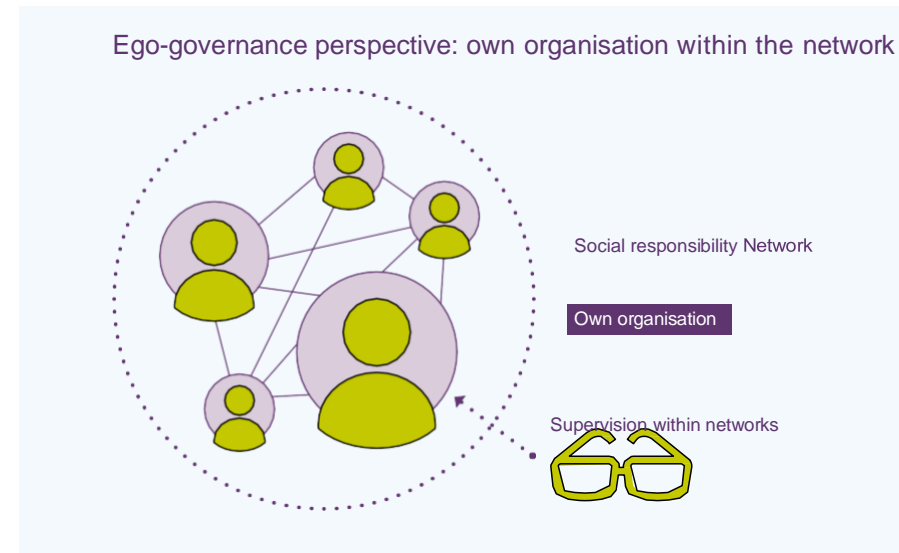 Ego-governance perspective: own organisation within the network
Social responsibility Network
Own organisation
Supervision within networks